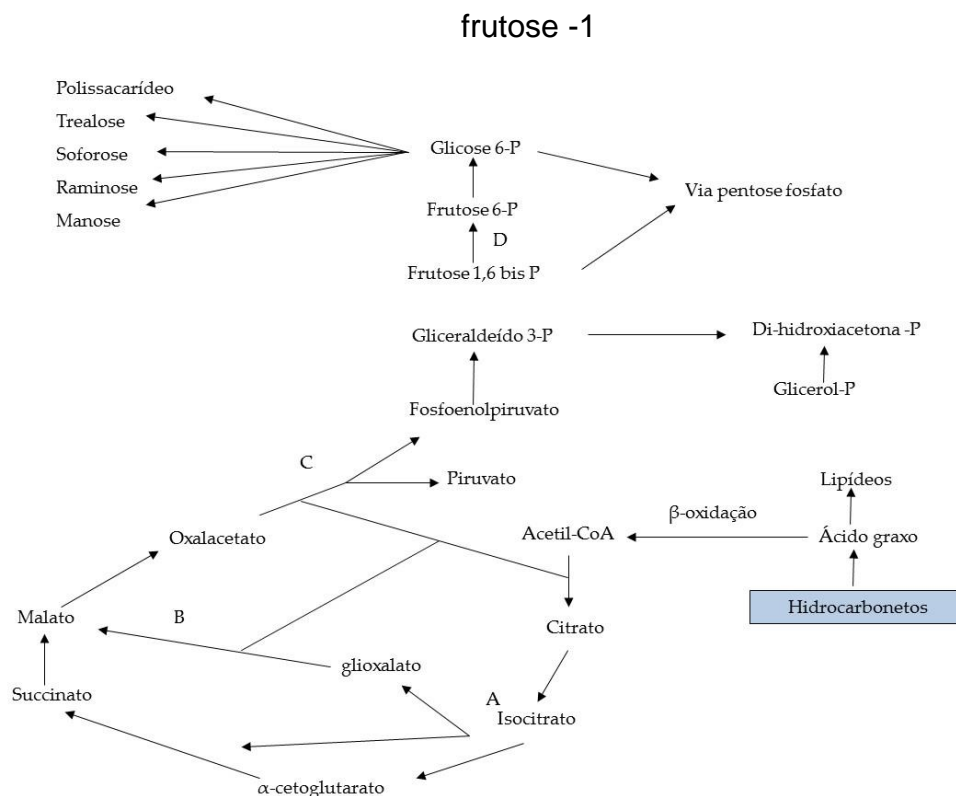 frutose -1
Polissacarídeo
Trealose
Soforose
Raminose
Manose
Glicose 6-P
Via pentose fosfato
Frutose 6-P
D
Frutose 1,6 bis P
Gliceraldeído 3-P
Di-hidroxiacetona -P
Glicerol-P
Fosfoenolpiruvato
C
Piruvato
Lipídeos
β-oxidação
Oxalacetato
Acetil-CoA
Ácido graxo
Hidrocarbonetos
Malato
B
Citrato
glioxalato
Succinato
A
Isocitrato
α-cetoglutarato